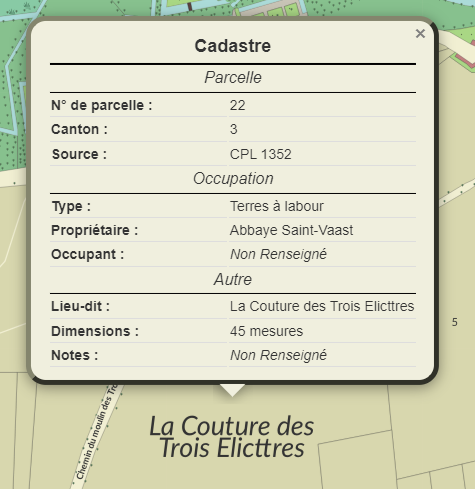 ×
Cadastre
Parcelle
N° de parcelle : 22
Canton : 3
Source : CPL 1352
Occupation
Type : Terres à labour
Propriétaire : Abbaye Saint-Vaast
Occupant : Non Renseigné
Autre
Lieu-dit : La Couture des Trois Elicttres
Dimensions : 45 mesures
Notes : Non Renseigné
5
Chemin du moulin des
La Couture des
Trois Elicttres